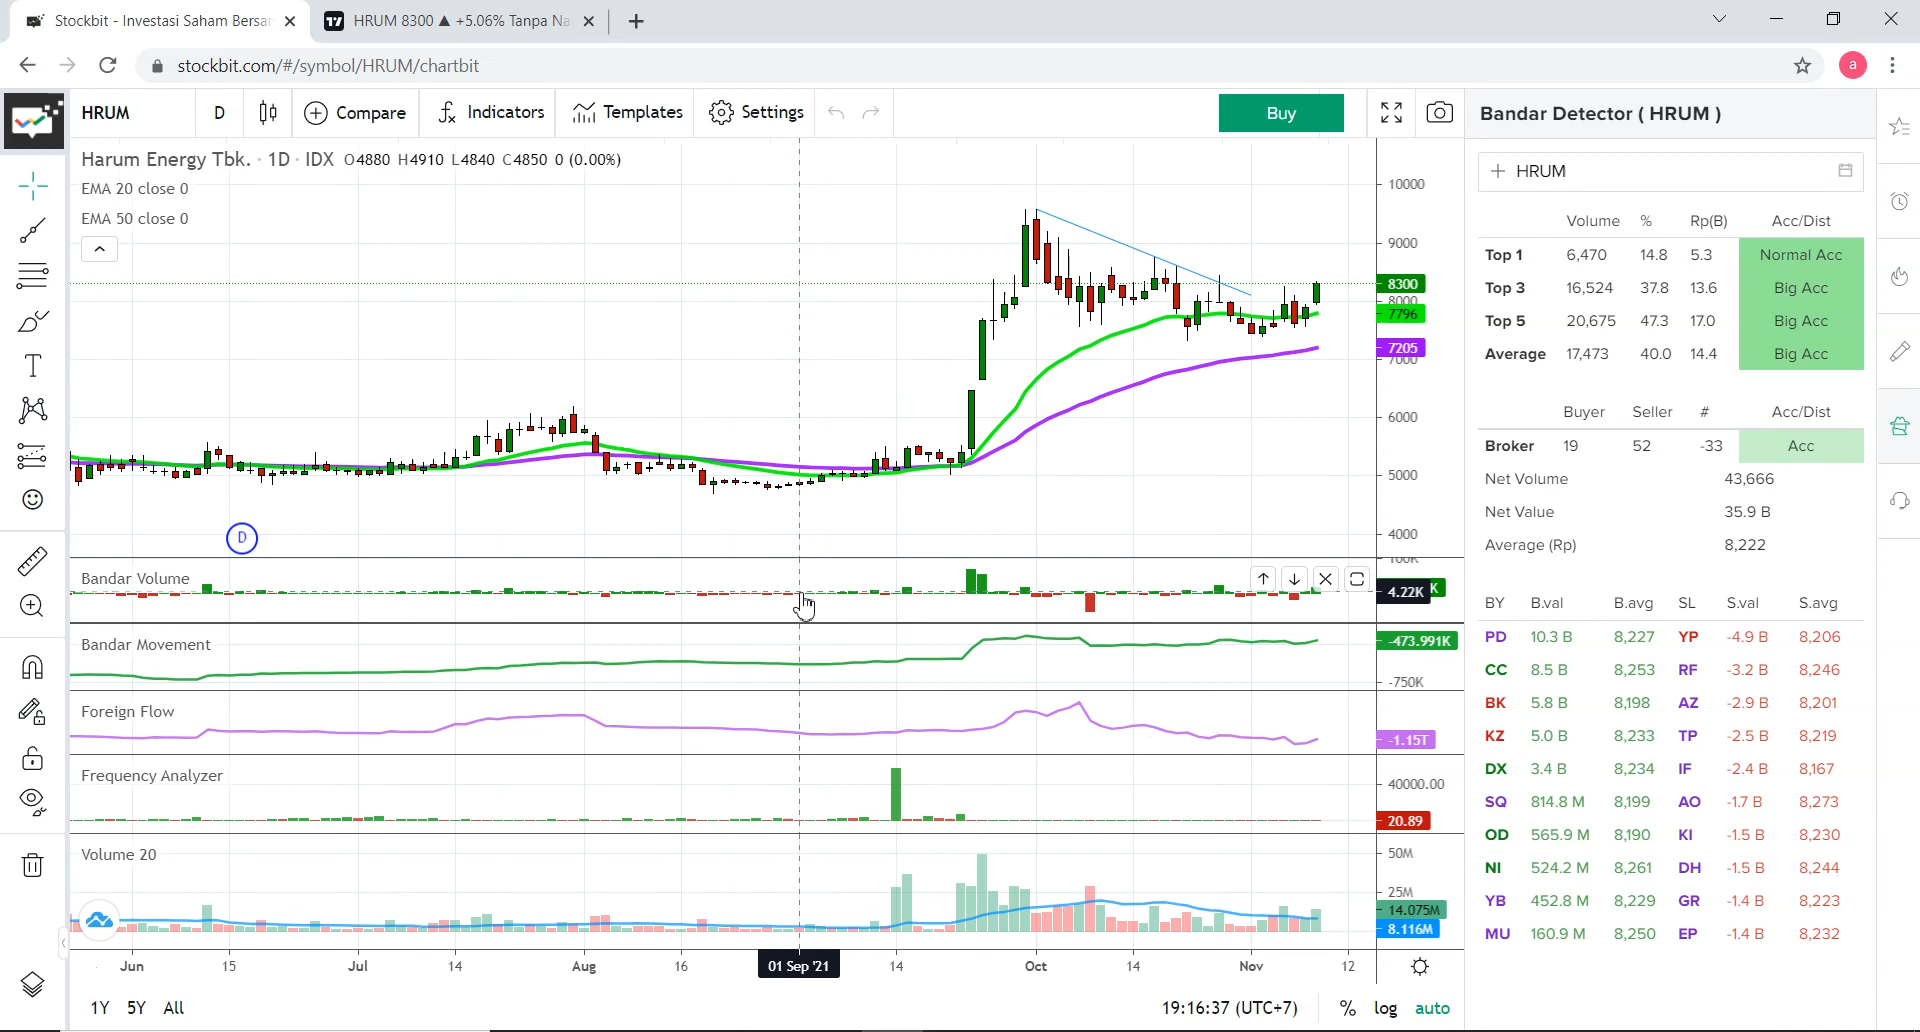 Stockbit - Investasi Saham Bersar
HRUM 8300 ▲ +5.06% Tanpa Na
stockbit.com/#/symbol/HRUM/chartbit
a
HRUM D Compare Indicators Templates Settings Buy
Harum Energy Tbk. · 1D · IDX O4880 H4910 L4840 C4850 0 (0.00%)
EMA 20 close 0
EMA 50 close 0
10000
9000
8300
8000
7796
7205
7000
6000
5000
4000
D
T
Bandar Volume
100K
4.22K
K
Bandar Movement
-473.991K
-750K
Foreign Flow
-1.15T
Frequency Analyzer
40000.00
20.89
Volume 20
50M
25M
14.075M
8.116M
Jun 15 Jul 14 Aug 16 01 Sep '21 14 Oct 14 Nov 12
1Y 5Y All 19:16:37 (UTC+7) % log auto
Bandar Detector ( HRUM )
HRUM
Volume % Rp(B) Acc/Dist
Top 1 6,470 14.8 5.3 Normal Acc
Top 3 16,524 37.8 13.6 Big Acc
Top 5 20,675 47.3 17.0 Big Acc
Average 17,473 40.0 14.4 Big Acc
Buyer Seller # Acc/Dist
Broker 19 52 -33 Acc
Net Volume 43,666
Net Value 35.9 B
Average (Rp) 8,222
BY B.val B.avg SL S.val S.avg
PD 10.3 B 8,227 YP -4.9 B 8,206
CC 8.5 B 8,253 RF -3.2 B 8,246
BK 5.8 B 8,198 AZ -2.9 B 8,201
KZ 5.0 B 8,233 TP -2.5 B 8,219
DX 3.4 B 8,234 IF -2.4 B 8,167
SQ 814.8 M 8,199 AO -1.7 B 8,273
OD 565.9 M 8,190 KI -1.5 B 8,230
NI 524.2 M 8,261 DH -1.5 B 8,244
YB 452.8 M 8,229 GR -1.4 B 8,223
MU 160.9 M 8,250 EP -1.4 B 8,232